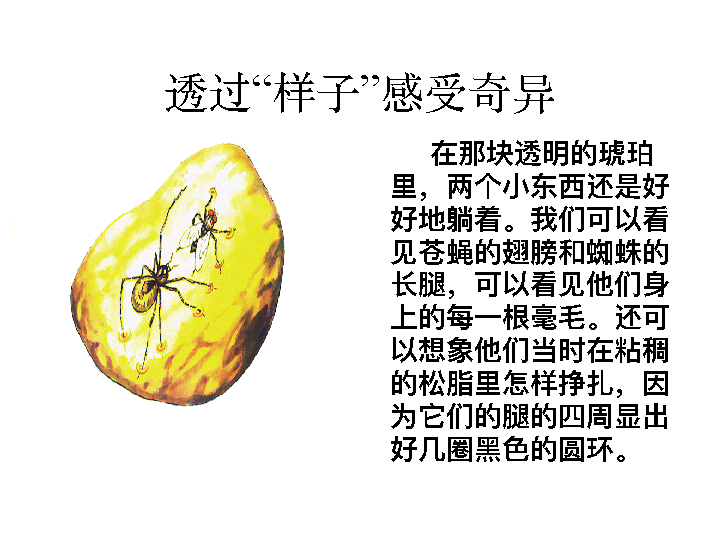 透过“样子”感受奇异
在那块透明的琥珀
里，两个小东西还是好
好地躺着。我们可以看
见苍蝇的翅膀和蜘蛛的
长腿，可以看见他们身
上的每一根毫毛。还可
以想象他们当时在粘稠
的松脂里怎样挣扎，因
为它们的腿的四周显出
好几圈黑色的圆环。